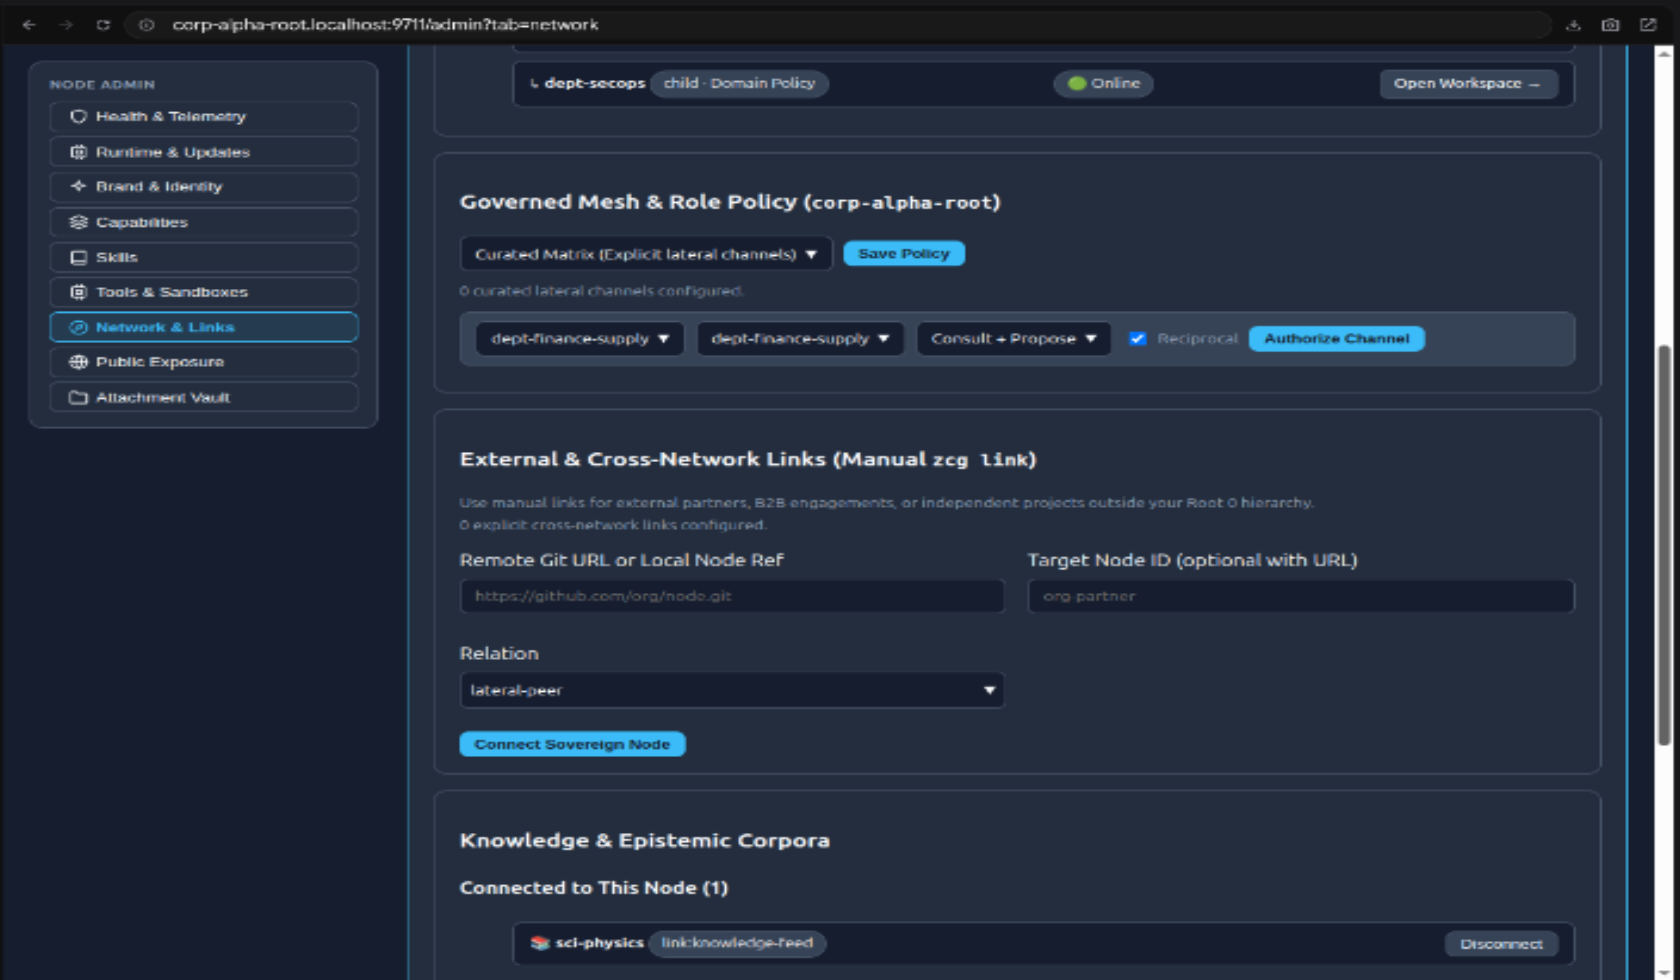 corp-alpha-root.localhost:9711/admin?tab=network
NODE ADMIN
Health & Telemetry
Runtime & Updates
Brand & Identity
Capabilities
Skills
Tools & Sandboxes
Network & Links
Public Exposure
Attachment Vault
↳ dept-secops child · Domain Policy Online Open Workspace →
Governed Mesh & Role Policy (corp-alpha-root)
Curated Matrix (Explicit lateral channels) ▼ Save Policy
0 curated lateral channels configured.
dept-finance-supply ▼ dept-finance-supply ▼ Consult + Propose ▼ Reciprocal Authorize Channel
External & Cross-Network Links (Manual zcg link)
Use manual links for external partners, B2B engagements, or independent projects outside your Root 0 hierarchy.
0 explicit cross-network links configured.
Remote Git URL or Local Node Ref Target Node ID (optional with URL)
https://github.com/org/node.git org-partner
Relation
lateral-peer ▼
Connect Sovereign Node
Knowledge & Epistemic Corpora
Connected to This Node (1)
sci-physics link:knowledge-feed Disconnect